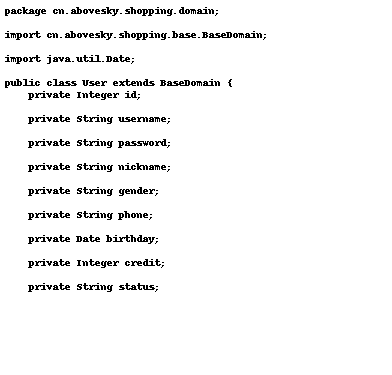 package cn.abovesky.shopping.domain;
import cn.abovesky.shopping.base.BaseDomain;
import java.util.Date;
public class User extends BaseDomain {
private Integer id;
private String username;
private String password;
private String nickname;
private String gender;
private String phone;
private Date birthday;
private Integer credit;
private String status;